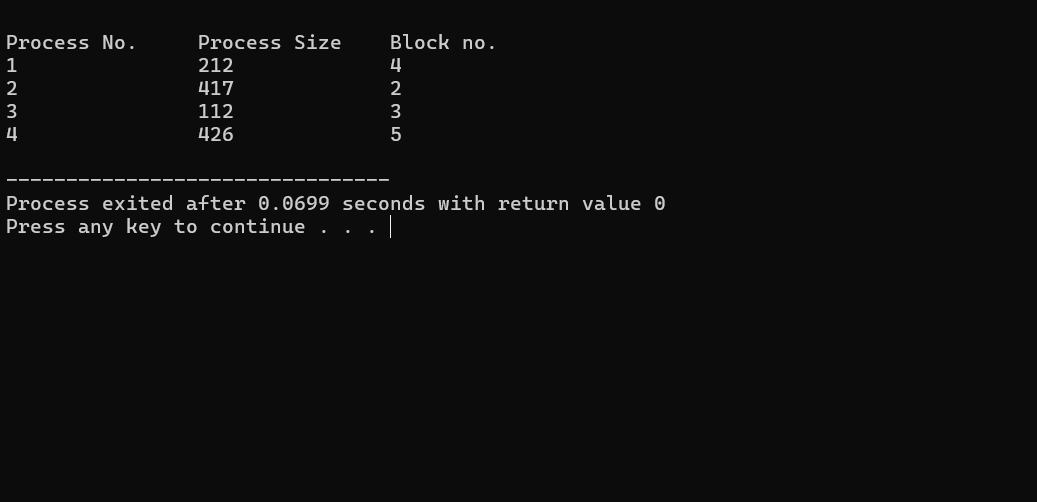 Process No.     Process Size    Block no.
1               212             4
2               417             2
3               112             3
4               426             5
--------------------------------
Process exited after 0.0699 seconds with return value 0
Press any key to continue . . .